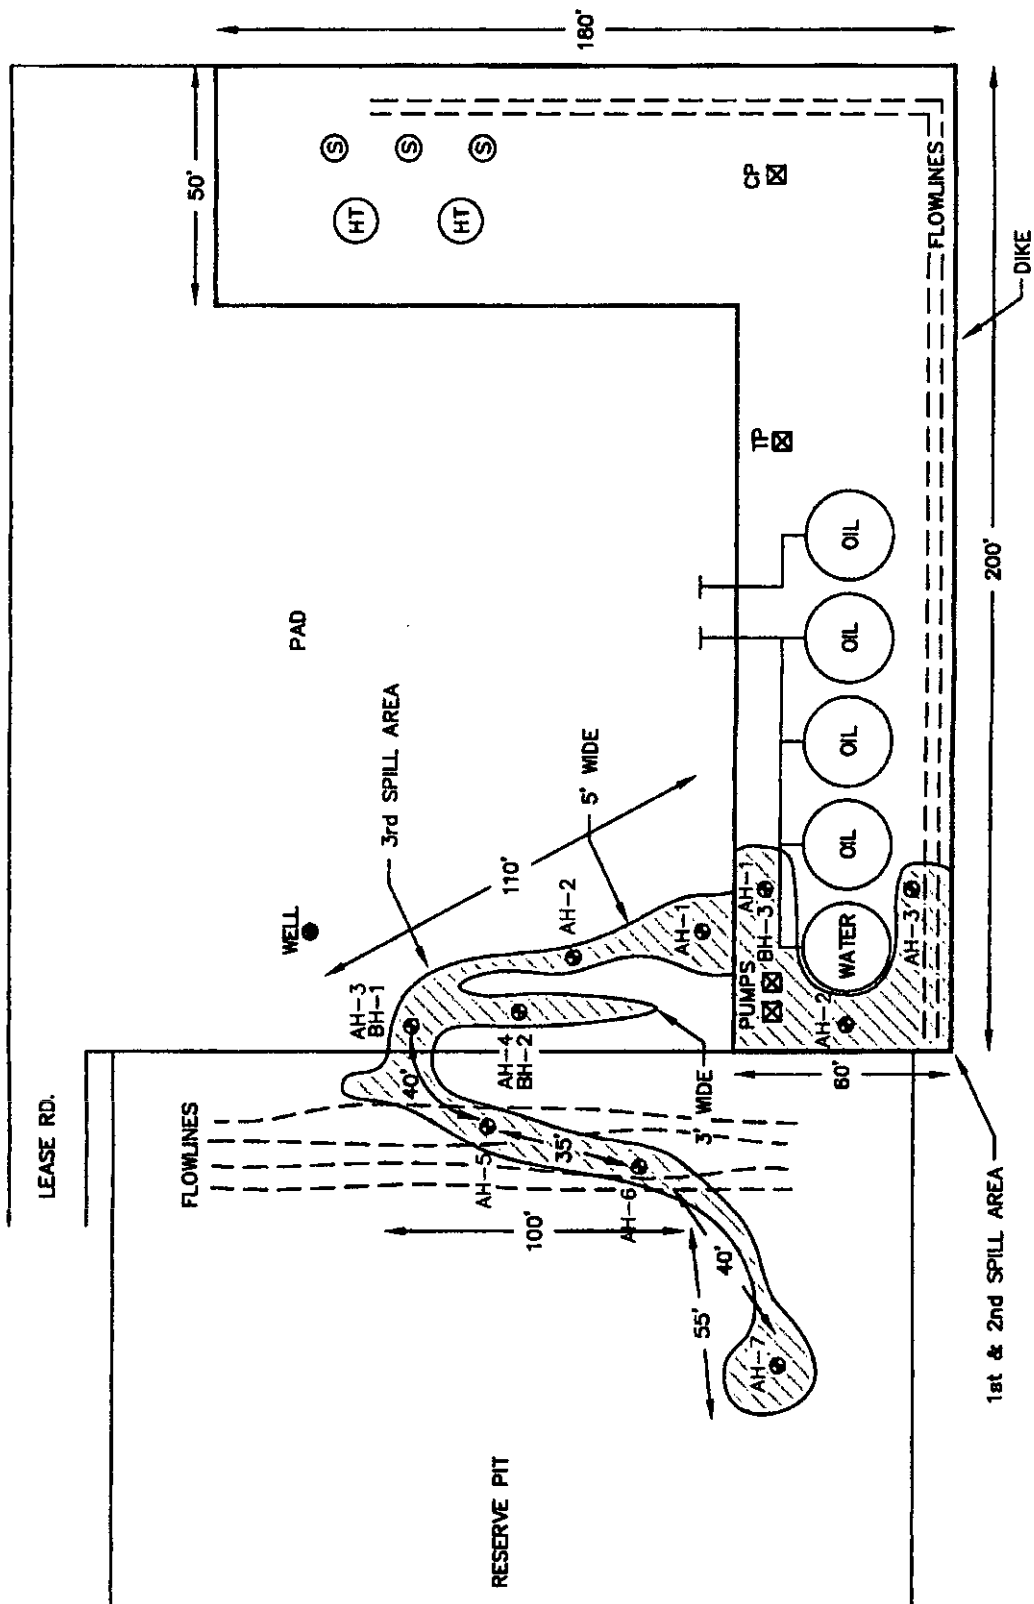 LEASE RD.
FLOWLINES
RESERVE PIT
100'
55'
40'
35'
40'
AH-5
AH-6
AH-7
3'
WIDE
AH-3
BH-1
AH-4
BH-2
AH-2
AH-1
WELL
110'
3rd SPILL AREA
5' WIDE
PAD
50'
180'
HT
HT
S
S
S
CP
TP
PUMPS
AH-1
BH-3
AH-2
AH-3
WATER
OIL
OIL
OIL
OIL
FLOWLINES
60'
200'
DIKE
1st & 2nd SPILL AREA